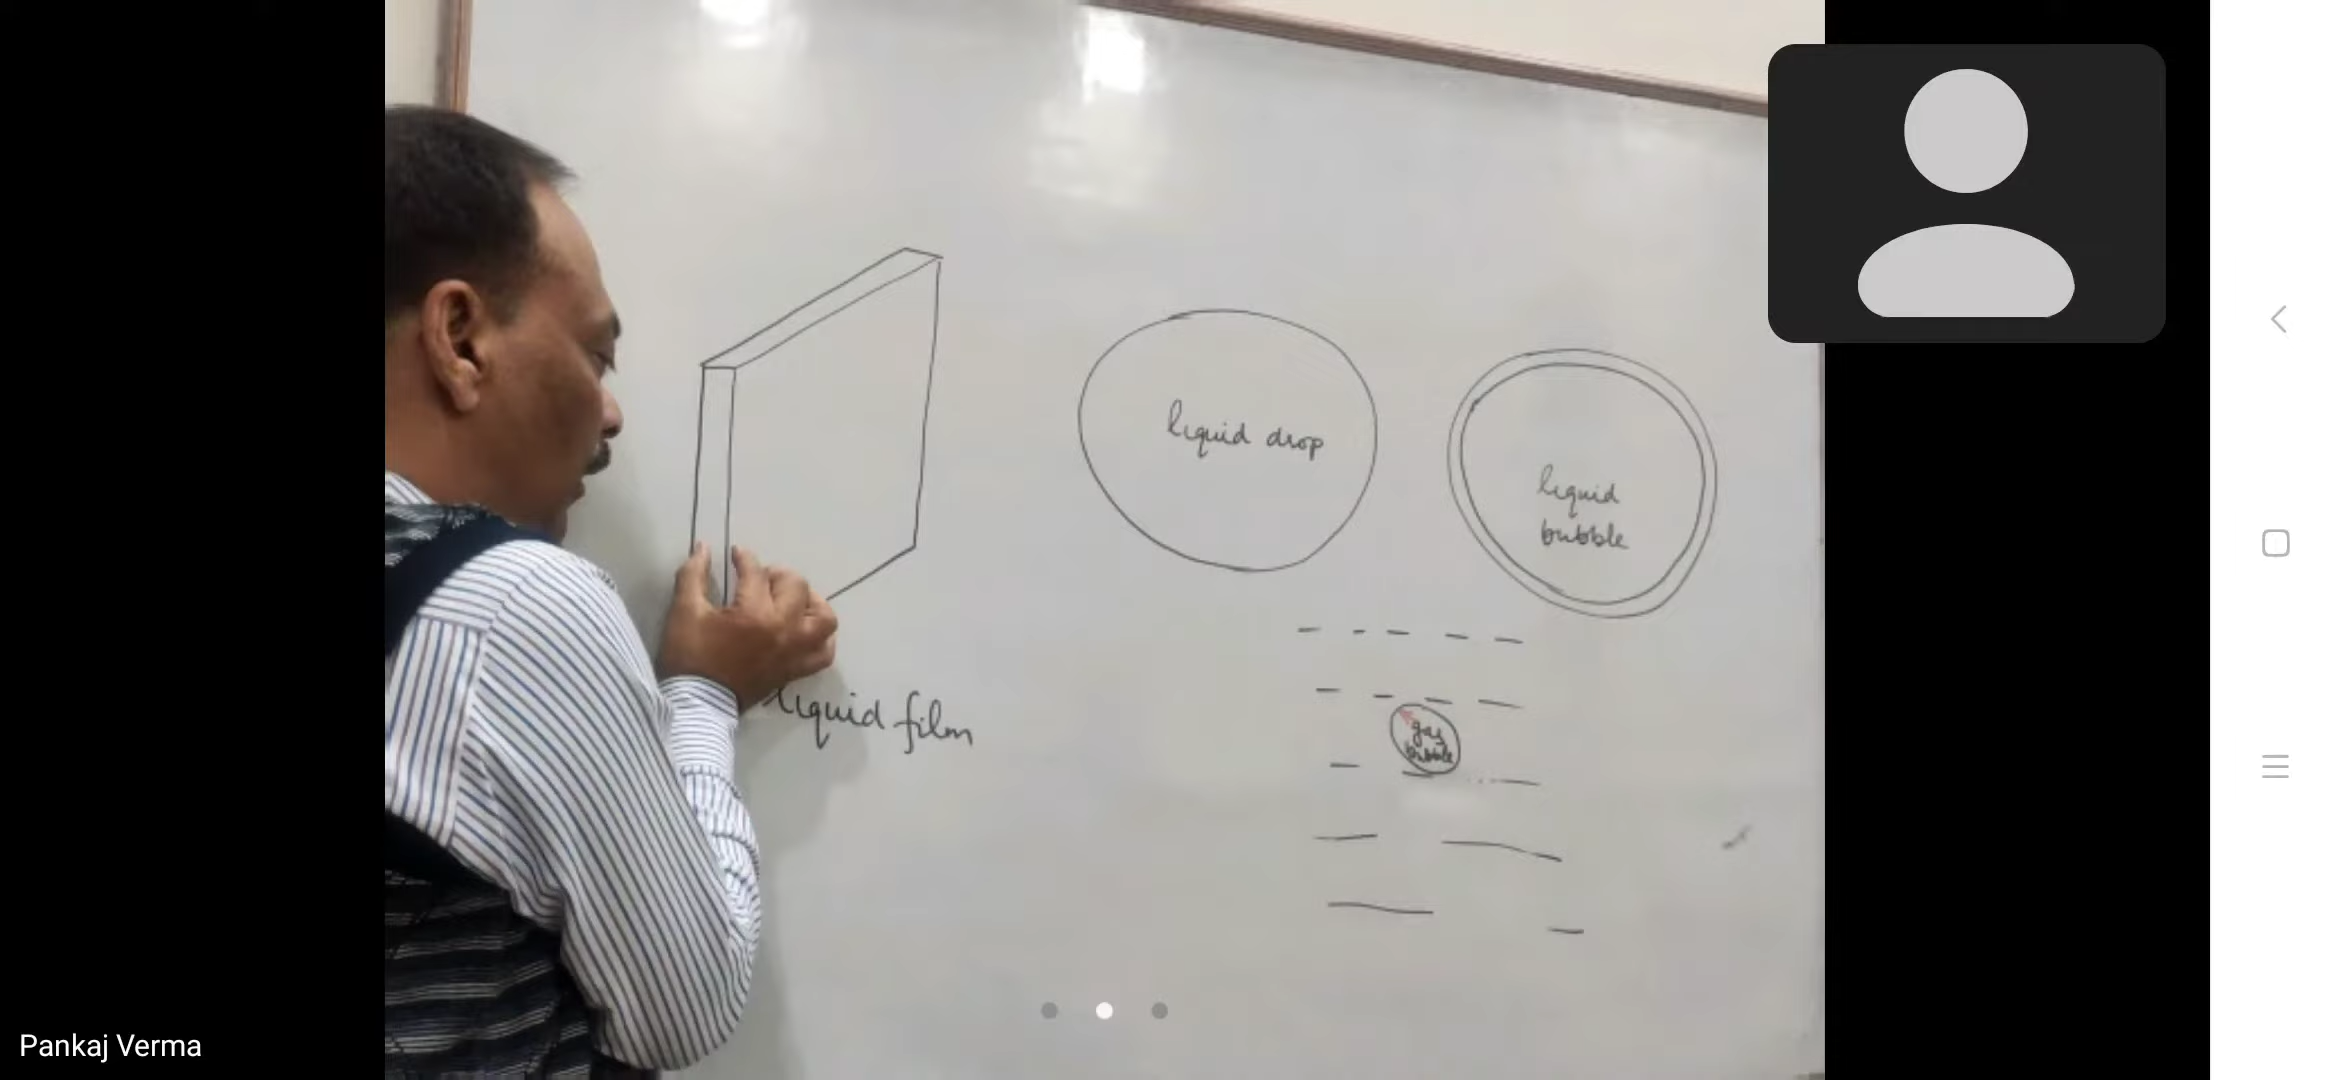 liquid drop
liquid
bubble
gas
bubble
liquid film
Pankaj Verma